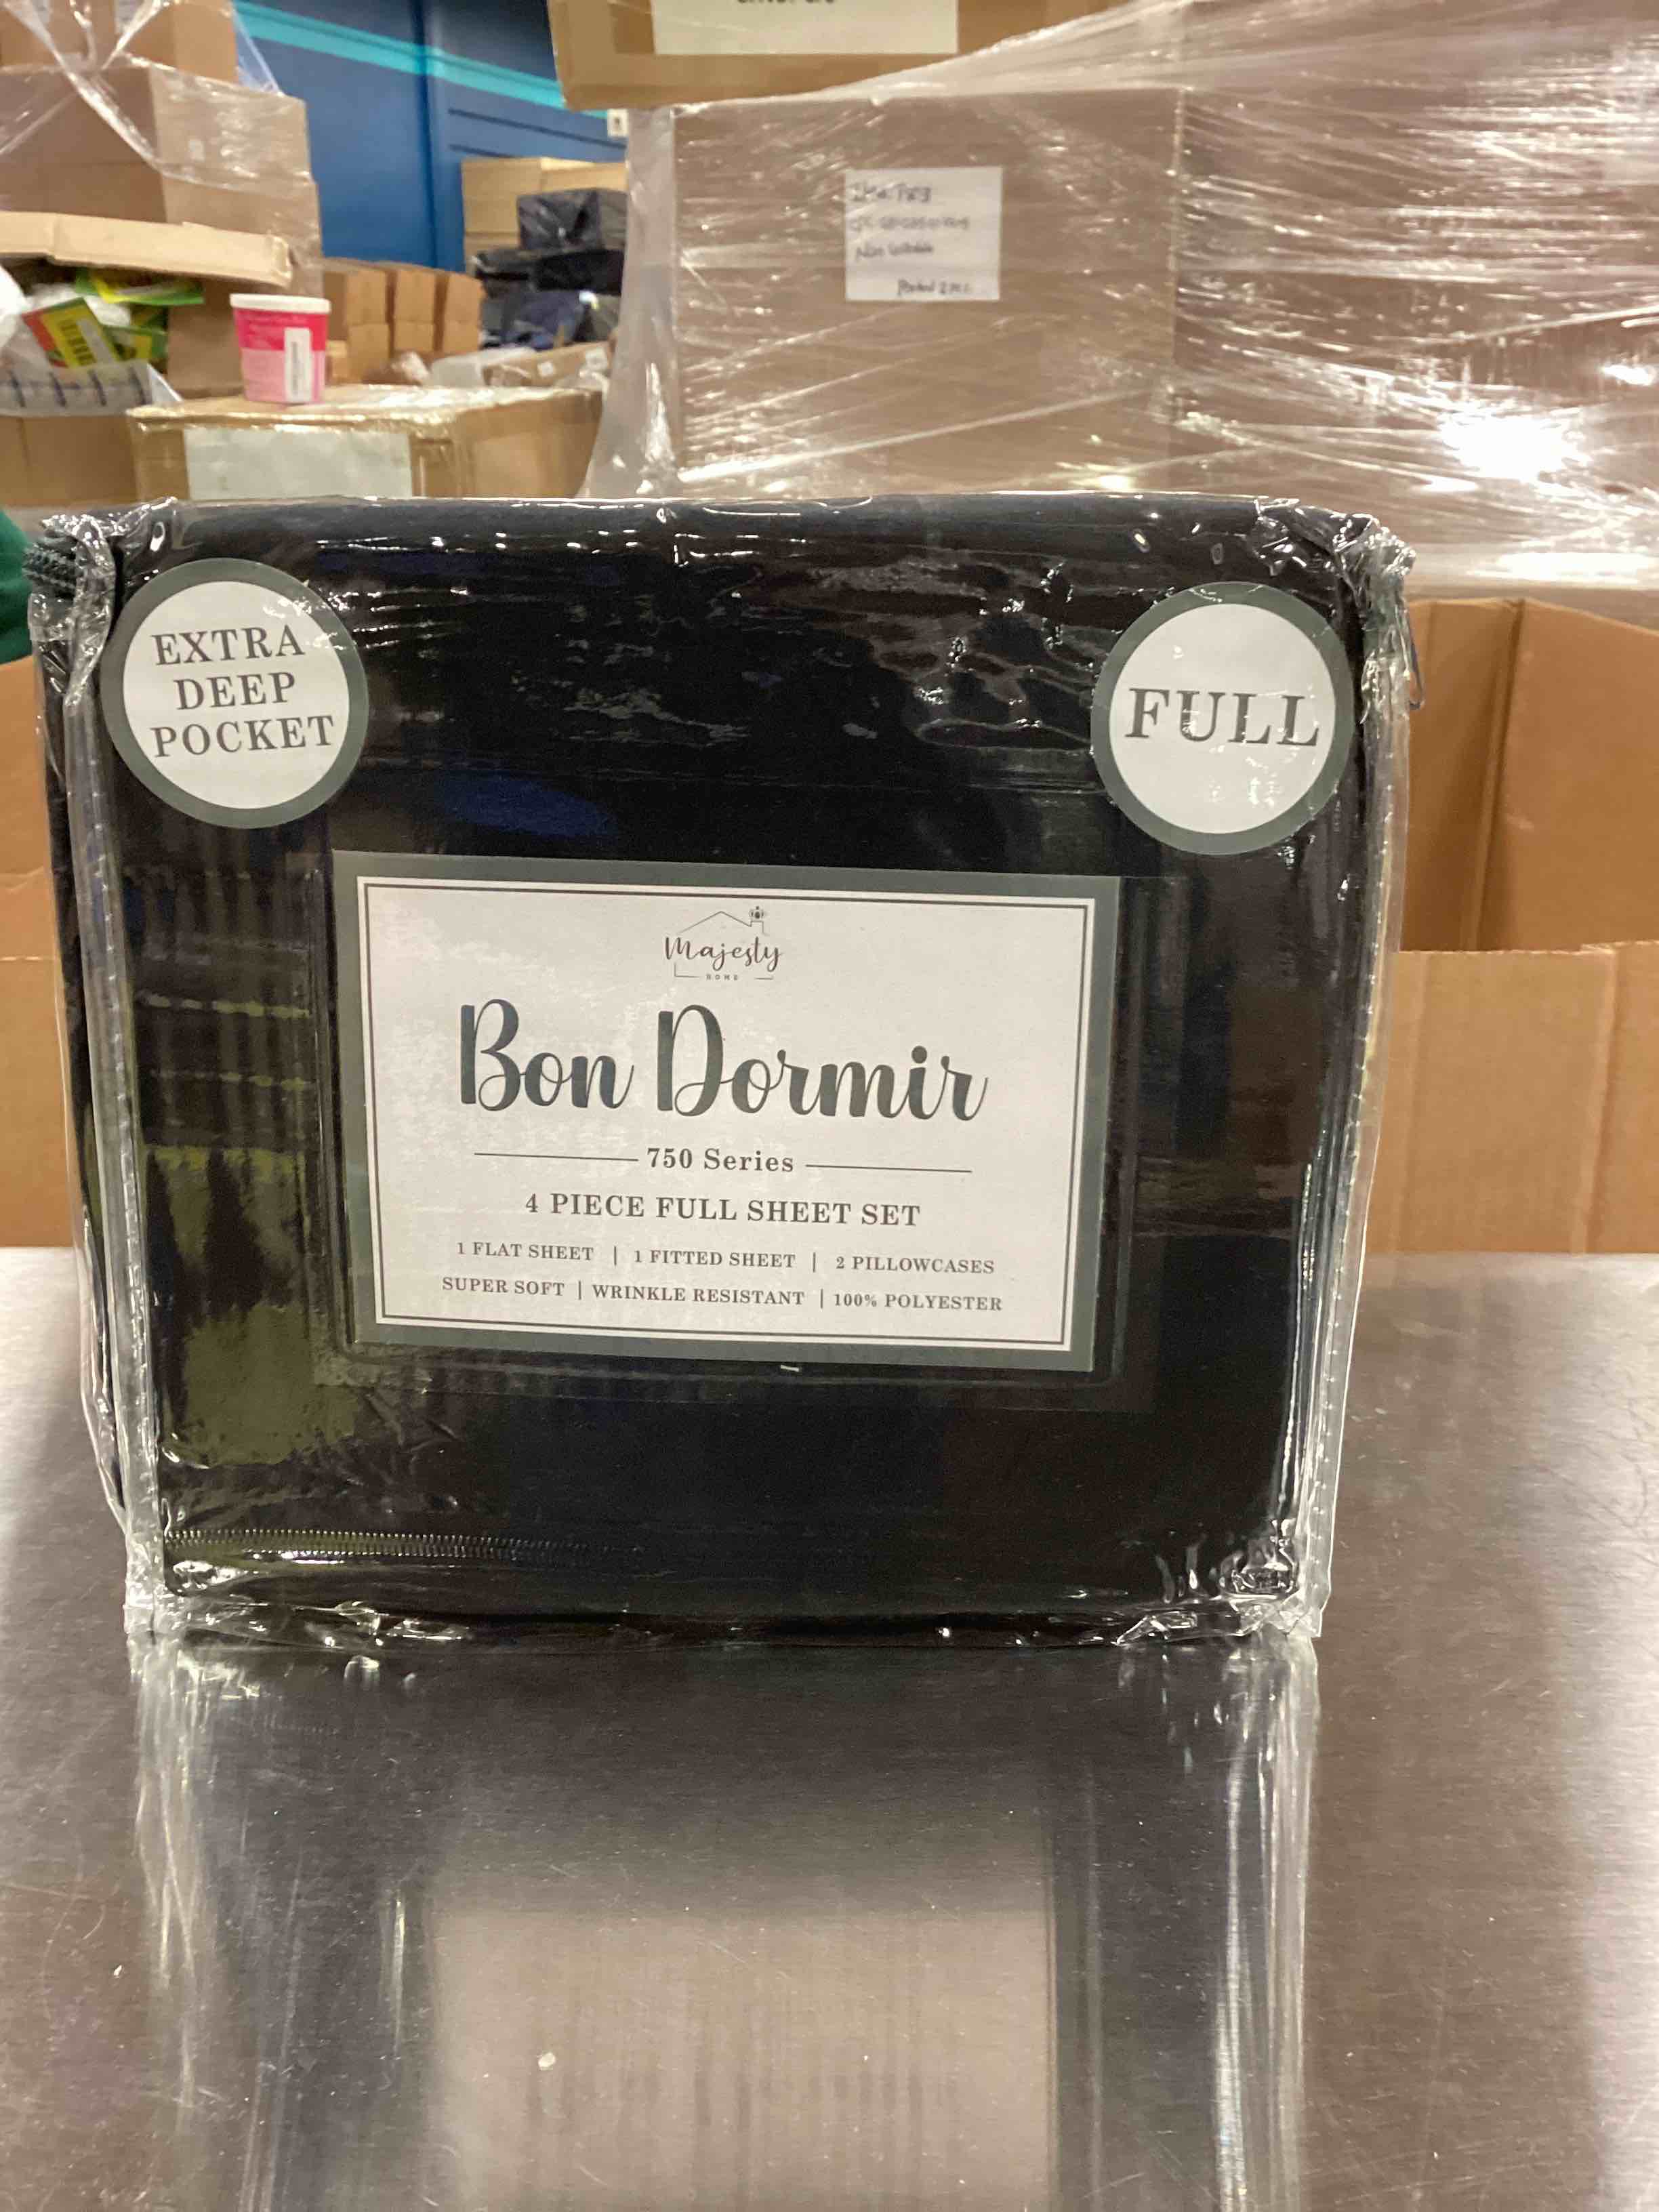 EXTRA
DEEP
POCKET
FULL
Majesty
HOME
Bon Dormir
750 Series
4 PIECE FULL SHEET SET
1 FLAT SHEET | 1 FITTED SHEET | 2 PILLOWCASES
SUPER SOFT | WRINKLE RESISTANT | 100% POLYESTER